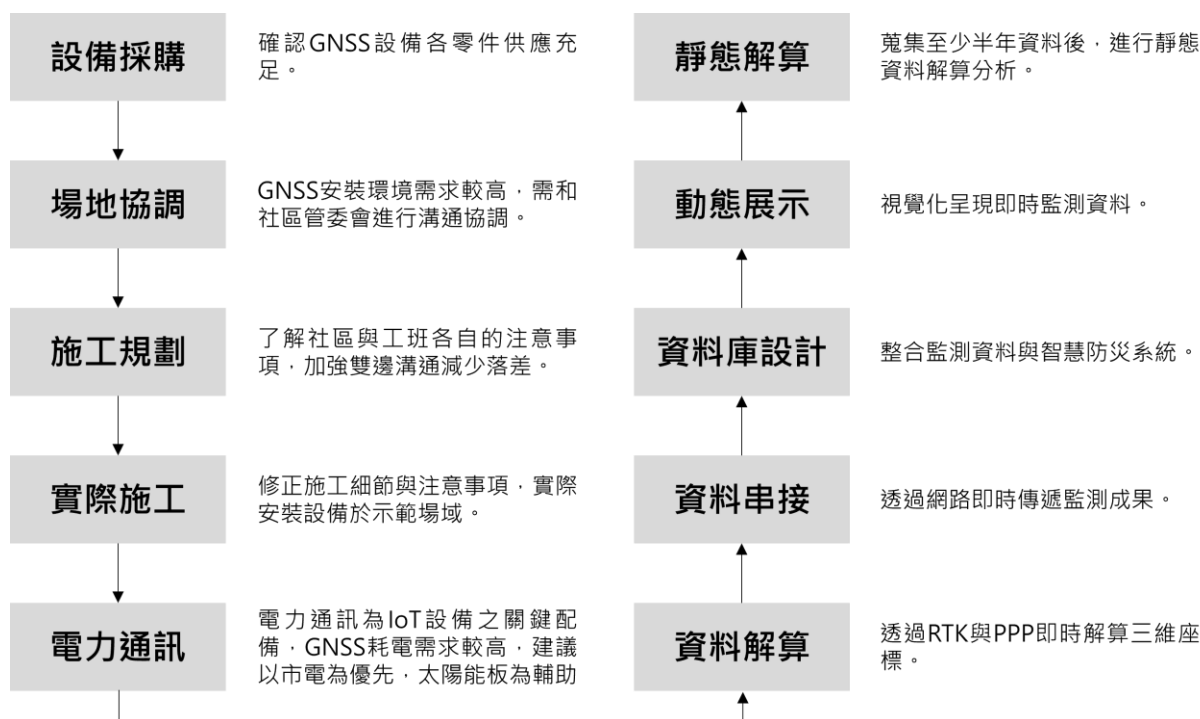 設備採購
確認GNSS設備各零件供應充
足。
場地協調
GNSS安裝環境需求較高，需和
社區管委會進行溝通協調。
施工規劃
了解社區與工班各自的注意事
項，加強雙邊溝通減少落差。
實際施工
修正施工細節與注意事項，實際
安裝設備於示範場域。
電力通訊
電力通訊為IoT設備之關鍵配
備，GNSS耗電需求較高，建議
以市電為優先，太陽能板為輔助
靜態解算
蒐集至少半年資料後，進行靜態
資料解算分析。
動態展示
視覺化呈現即時監測資料。
資料庫設計
整合監測資料與智慧防災系統。
資料串接
透過網路即時傳遞監測成果。
資料解算
透過RTK與PPP即時解算三維座
標。